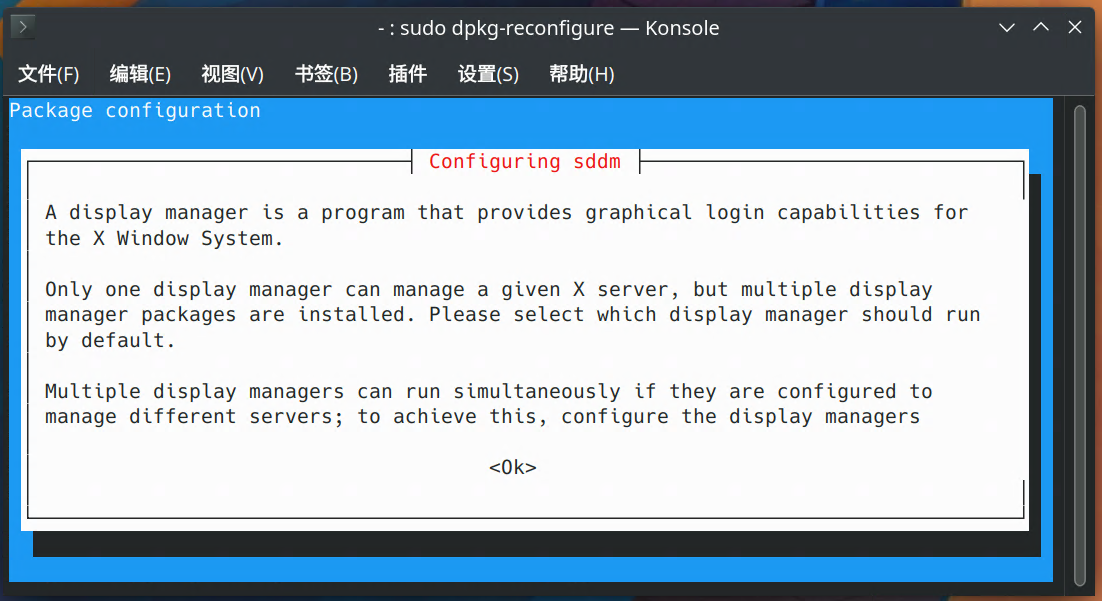 - : sudo dpkg-reconfigure — Konsole
文件(F) 编辑(E) 视图(V) 书签(B) 插件 设置(S) 帮助(H)
Package configuration
Configuring sddm
A display manager is a program that provides graphical login capabilities for
the X Window System.
Only one display manager can manage a given X server, but multiple display
manager packages are installed. Please select which display manager should run
by default.
Multiple display managers can run simultaneously if they are configured to
manage different servers; to achieve this, configure the display managers
<Ok>